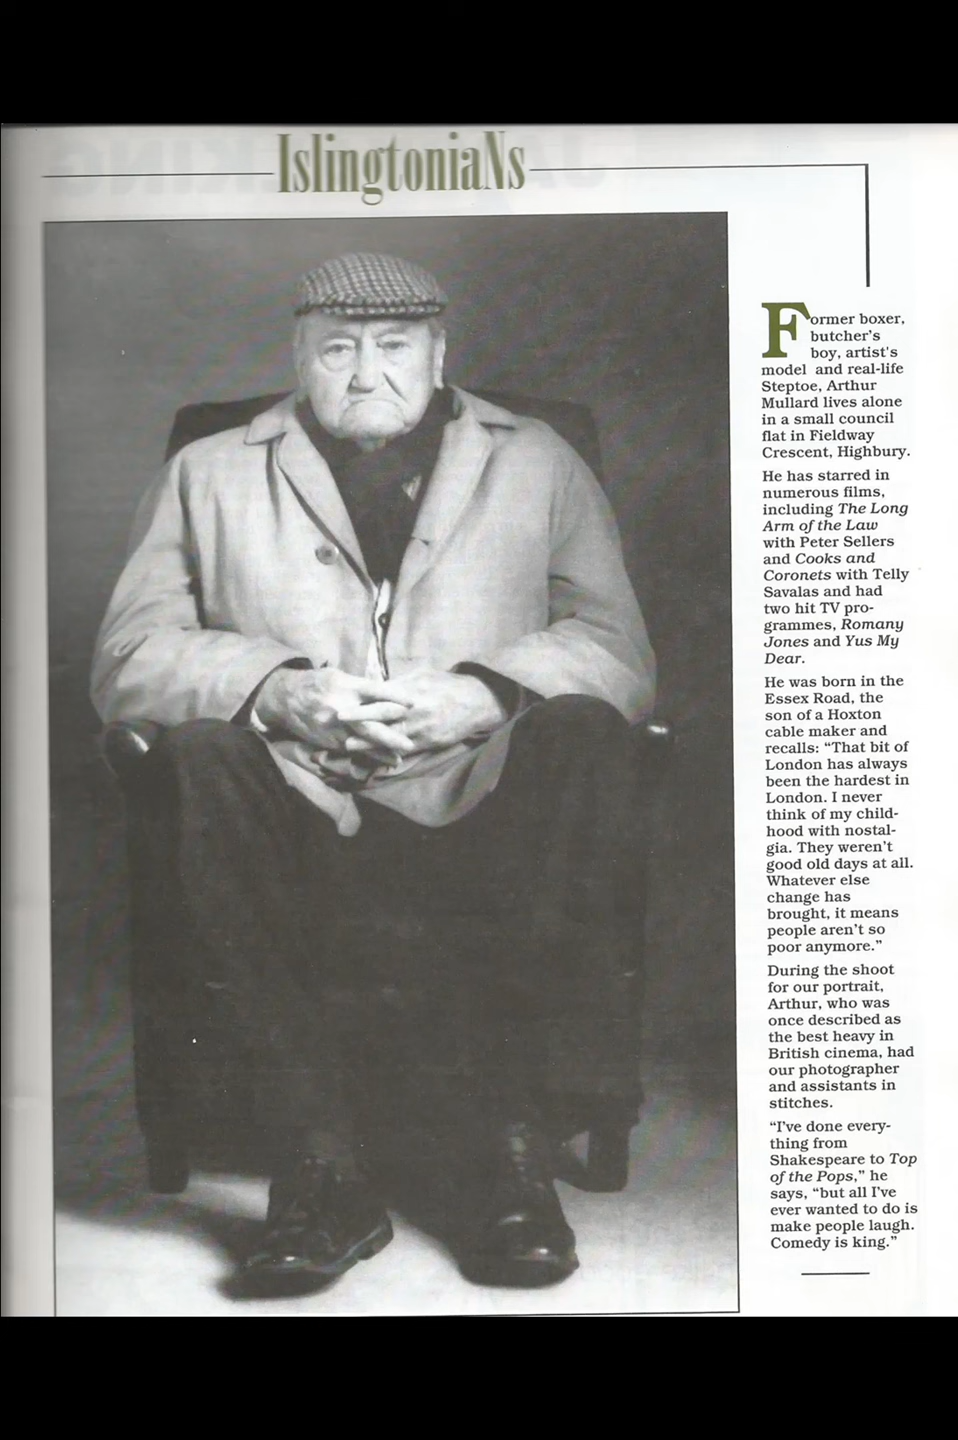 IslingtoniaNs
Former boxer,
butcher's
boy, artist's
model and real-life
Steptoe, Arthur
Mullard lives alone
in a small council
flat in Fieldway
Crescent, Highbury.
He has starred in
numerous films,
including The Long
Arm of the Law
with Peter Sellers
and Cooks and
Coronets with Telly
Savalas and had
two hit TV pro-
grammes, Romany
Jones and Yus My
Dear.
He was born in the
Essex Road, the
son of a Hoxton
cable maker and
recalls: “That bit of
London has always
been the hardest in
London. I never
think of my child-
hood with nostal-
gia. They weren't
good old days at all.
Whatever else
change has
brought, it means
people aren't so
poor anymore.”
During the shoot
for our portrait,
Arthur, who was
once described as
the best heavy in
British cinema, had
our photographer
and assistants in
stitches.
“I've done every-
thing from
Shakespeare to Top
of the Pops,” he
says, “but all I've
ever wanted to do is
make people laugh.
Comedy is king.”